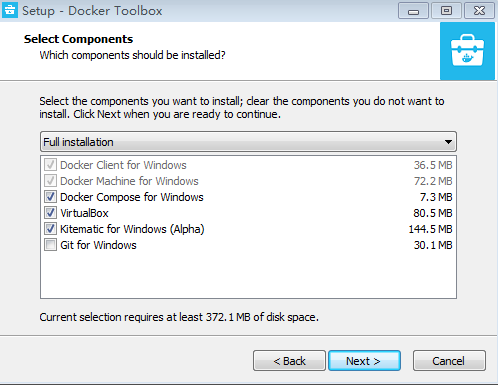 Setup - Docker Toolbox
Select Components
Which components should be installed?
Select the components you want to install; clear the components you do not want to
install. Click Next when you are ready to continue.
Full installation
Docker Client for Windows 36.5 MB
Docker Machine for Windows 72.2 MB
Docker Compose for Windows 7.3 MB
VirtualBox 80.5 MB
Kitematic for Windows (Alpha) 144.5 MB
Git for Windows 30.1 MB
Current selection requires at least 372.1 MB of disk space.
< Back Next > Cancel